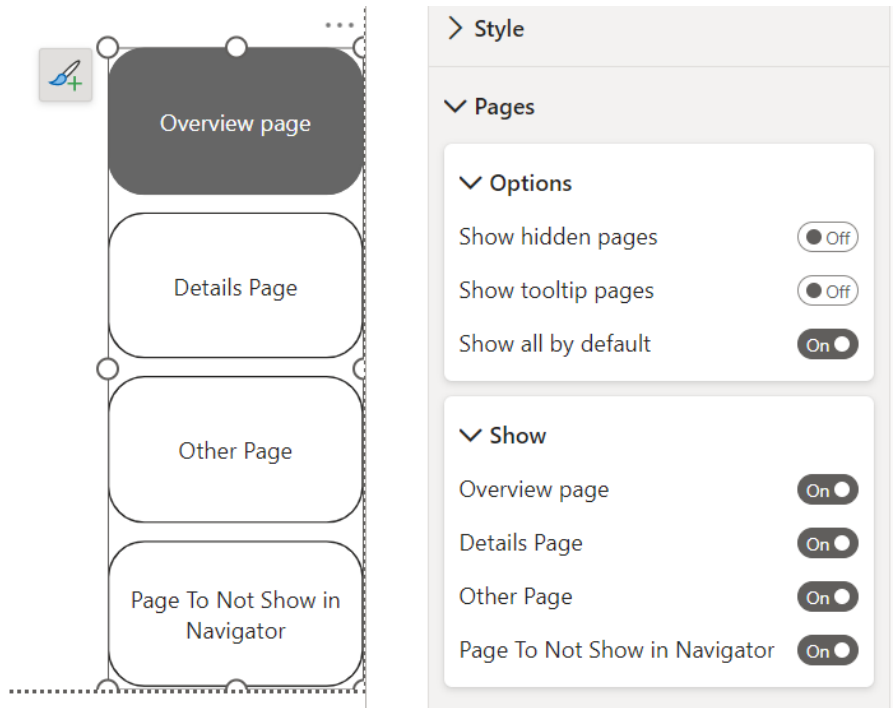 Overview page
Details Page
Other Page
Page To Not Show in
Navigator
Style
Pages
Options
Show hidden pages Off
Show tooltip pages Off
Show all by default On
Show
Overview page On
Details Page On
Other Page On
Page To Not Show in Navigator On